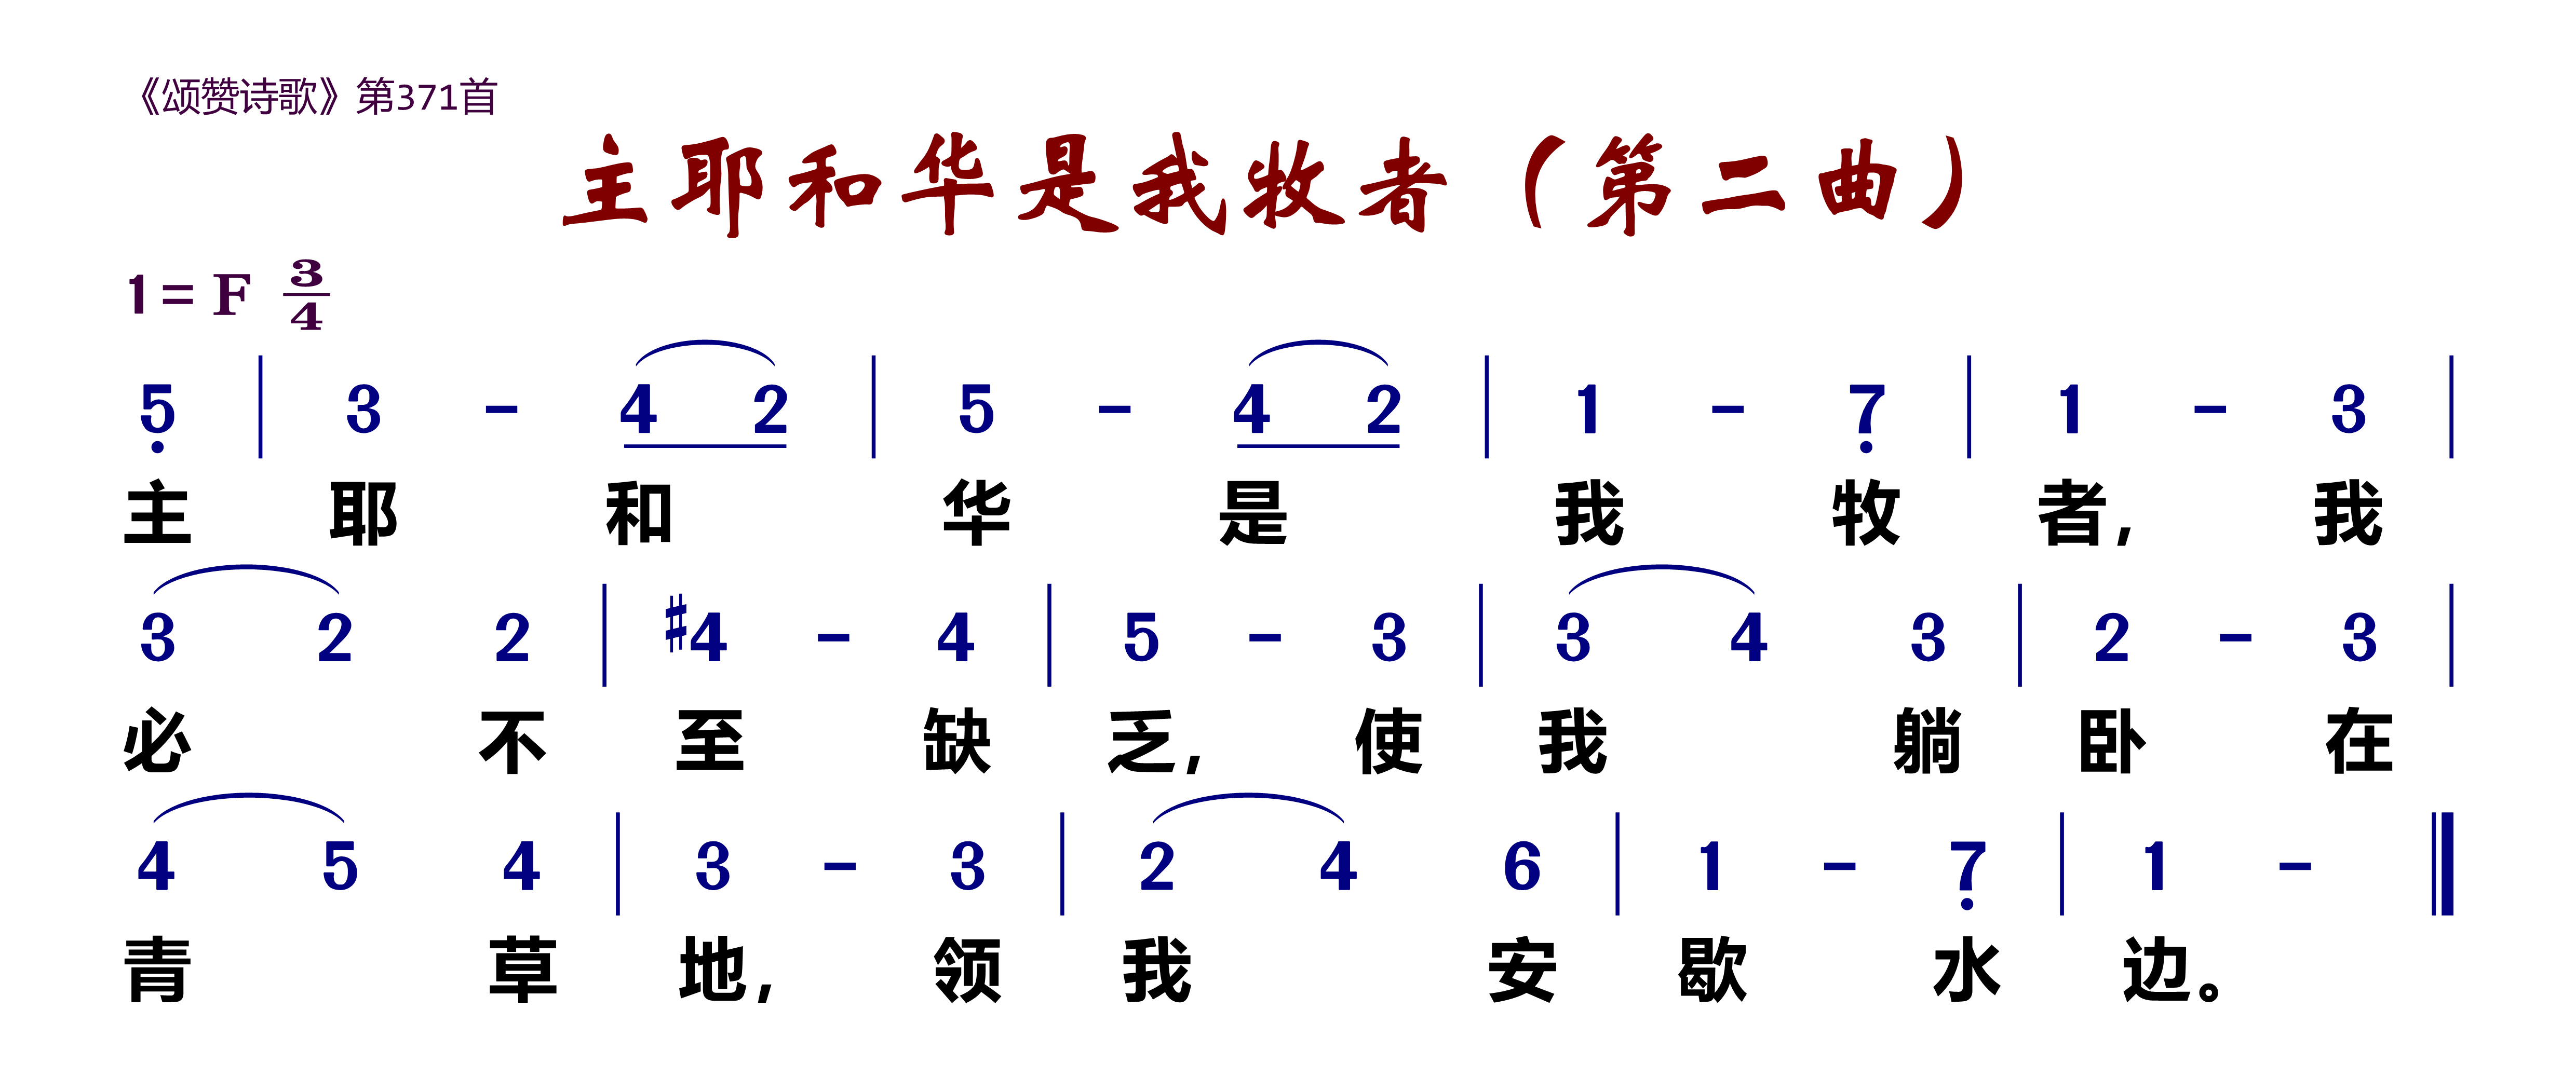 《颂赞诗歌》第371首
主耶和华是我牧者（第二曲）
1 = F 3/4
5̣ | 3 - 4 2 | 5 - 4 2 | 1 - 7̣ | 1 - 3 |
主 耶 和 华 是 我 牧 者, 我
3 2 2 | #4 - 4 | 5 - 3 | 3 4 3 | 2 - 3 |
必 不 至 缺 乏, 使 我 躺 卧 在
4 5 4 | 3 - 3 | 2 4 6 | 1 - 7̣ | 1 - ‖
青 草 地, 领 我 安 歇 水 边。